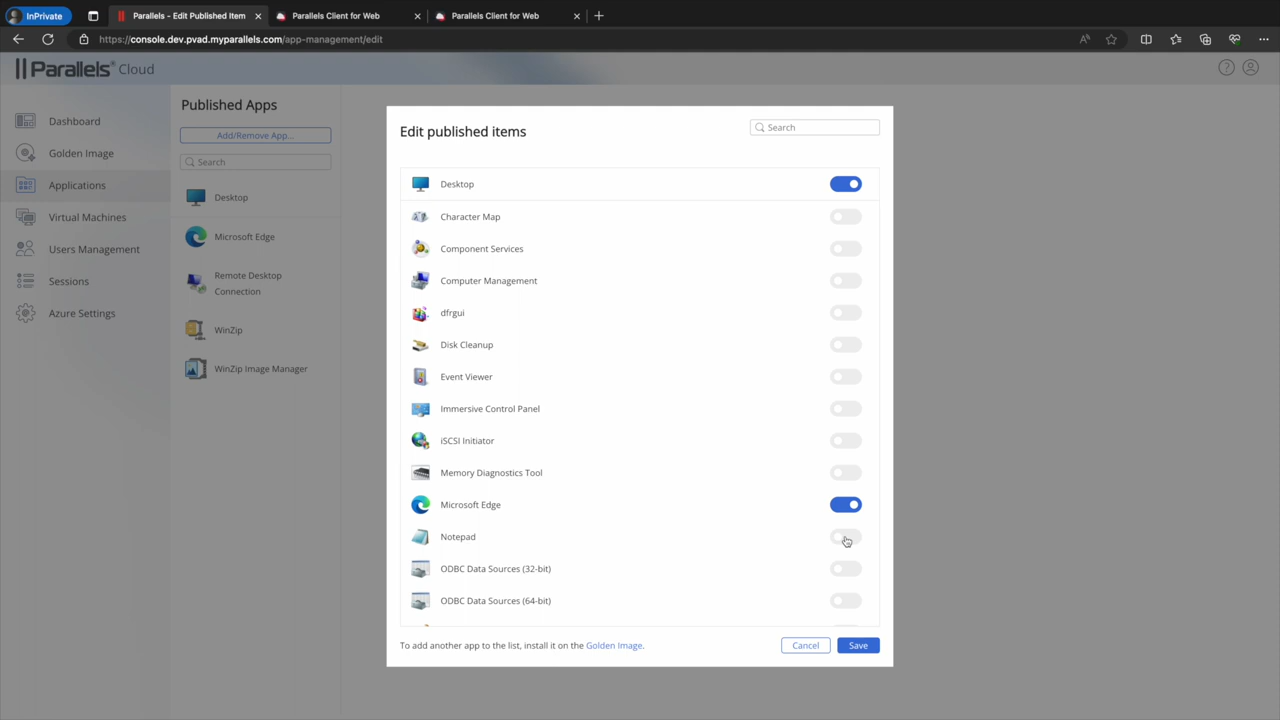 InPrivate
Parallels - Edit Published Item
Parallels Client for Web
Parallels Client for Web
https://console.dev.pvad.myparallels.com/app-management/edit
Parallels® Cloud
Dashboard
Golden Image
Applications
Virtual Machines
Users Management
Sessions
Azure Settings
Published Apps
Add/Remove App...
Search
Desktop
Microsoft Edge
Remote Desktop
Connection
WinZip
WinZip Image Manager
Edit published items
Search
Desktop
Character Map
Component Services
Computer Management
dfrgui
Disk Cleanup
Event Viewer
Immersive Control Panel
iSCSI Initiator
Memory Diagnostics Tool
Microsoft Edge
Notepad
ODBC Data Sources (32-bit)
ODBC Data Sources (64-bit)
To add another app to the list, install it on the Golden Image.
Cancel
Save